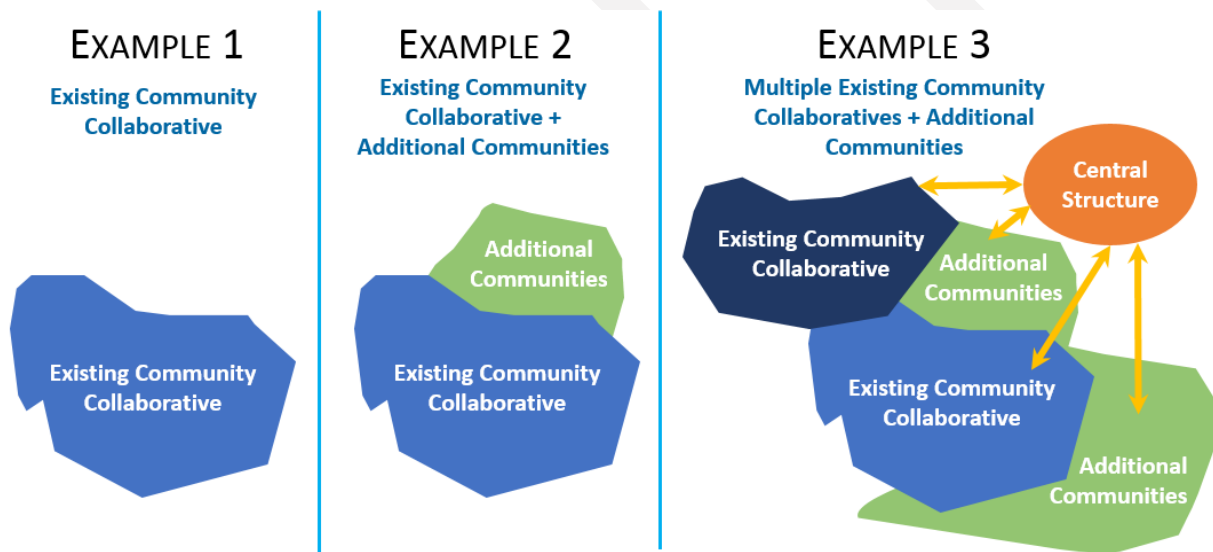 EXAMPLE 1
Existing Community
Collaborative
Existing Community
Collaborative
EXAMPLE 2
Existing Community
Collaborative +
Additional Communities
Additional
Communities
Existing Community
Collaborative
EXAMPLE 3
Multiple Existing Community
Collaboratives + Additional
Communities
Central
Structure
Existing Community
Collaborative
Additional
Communities
Existing Community
Collaborative
Additional
Communities